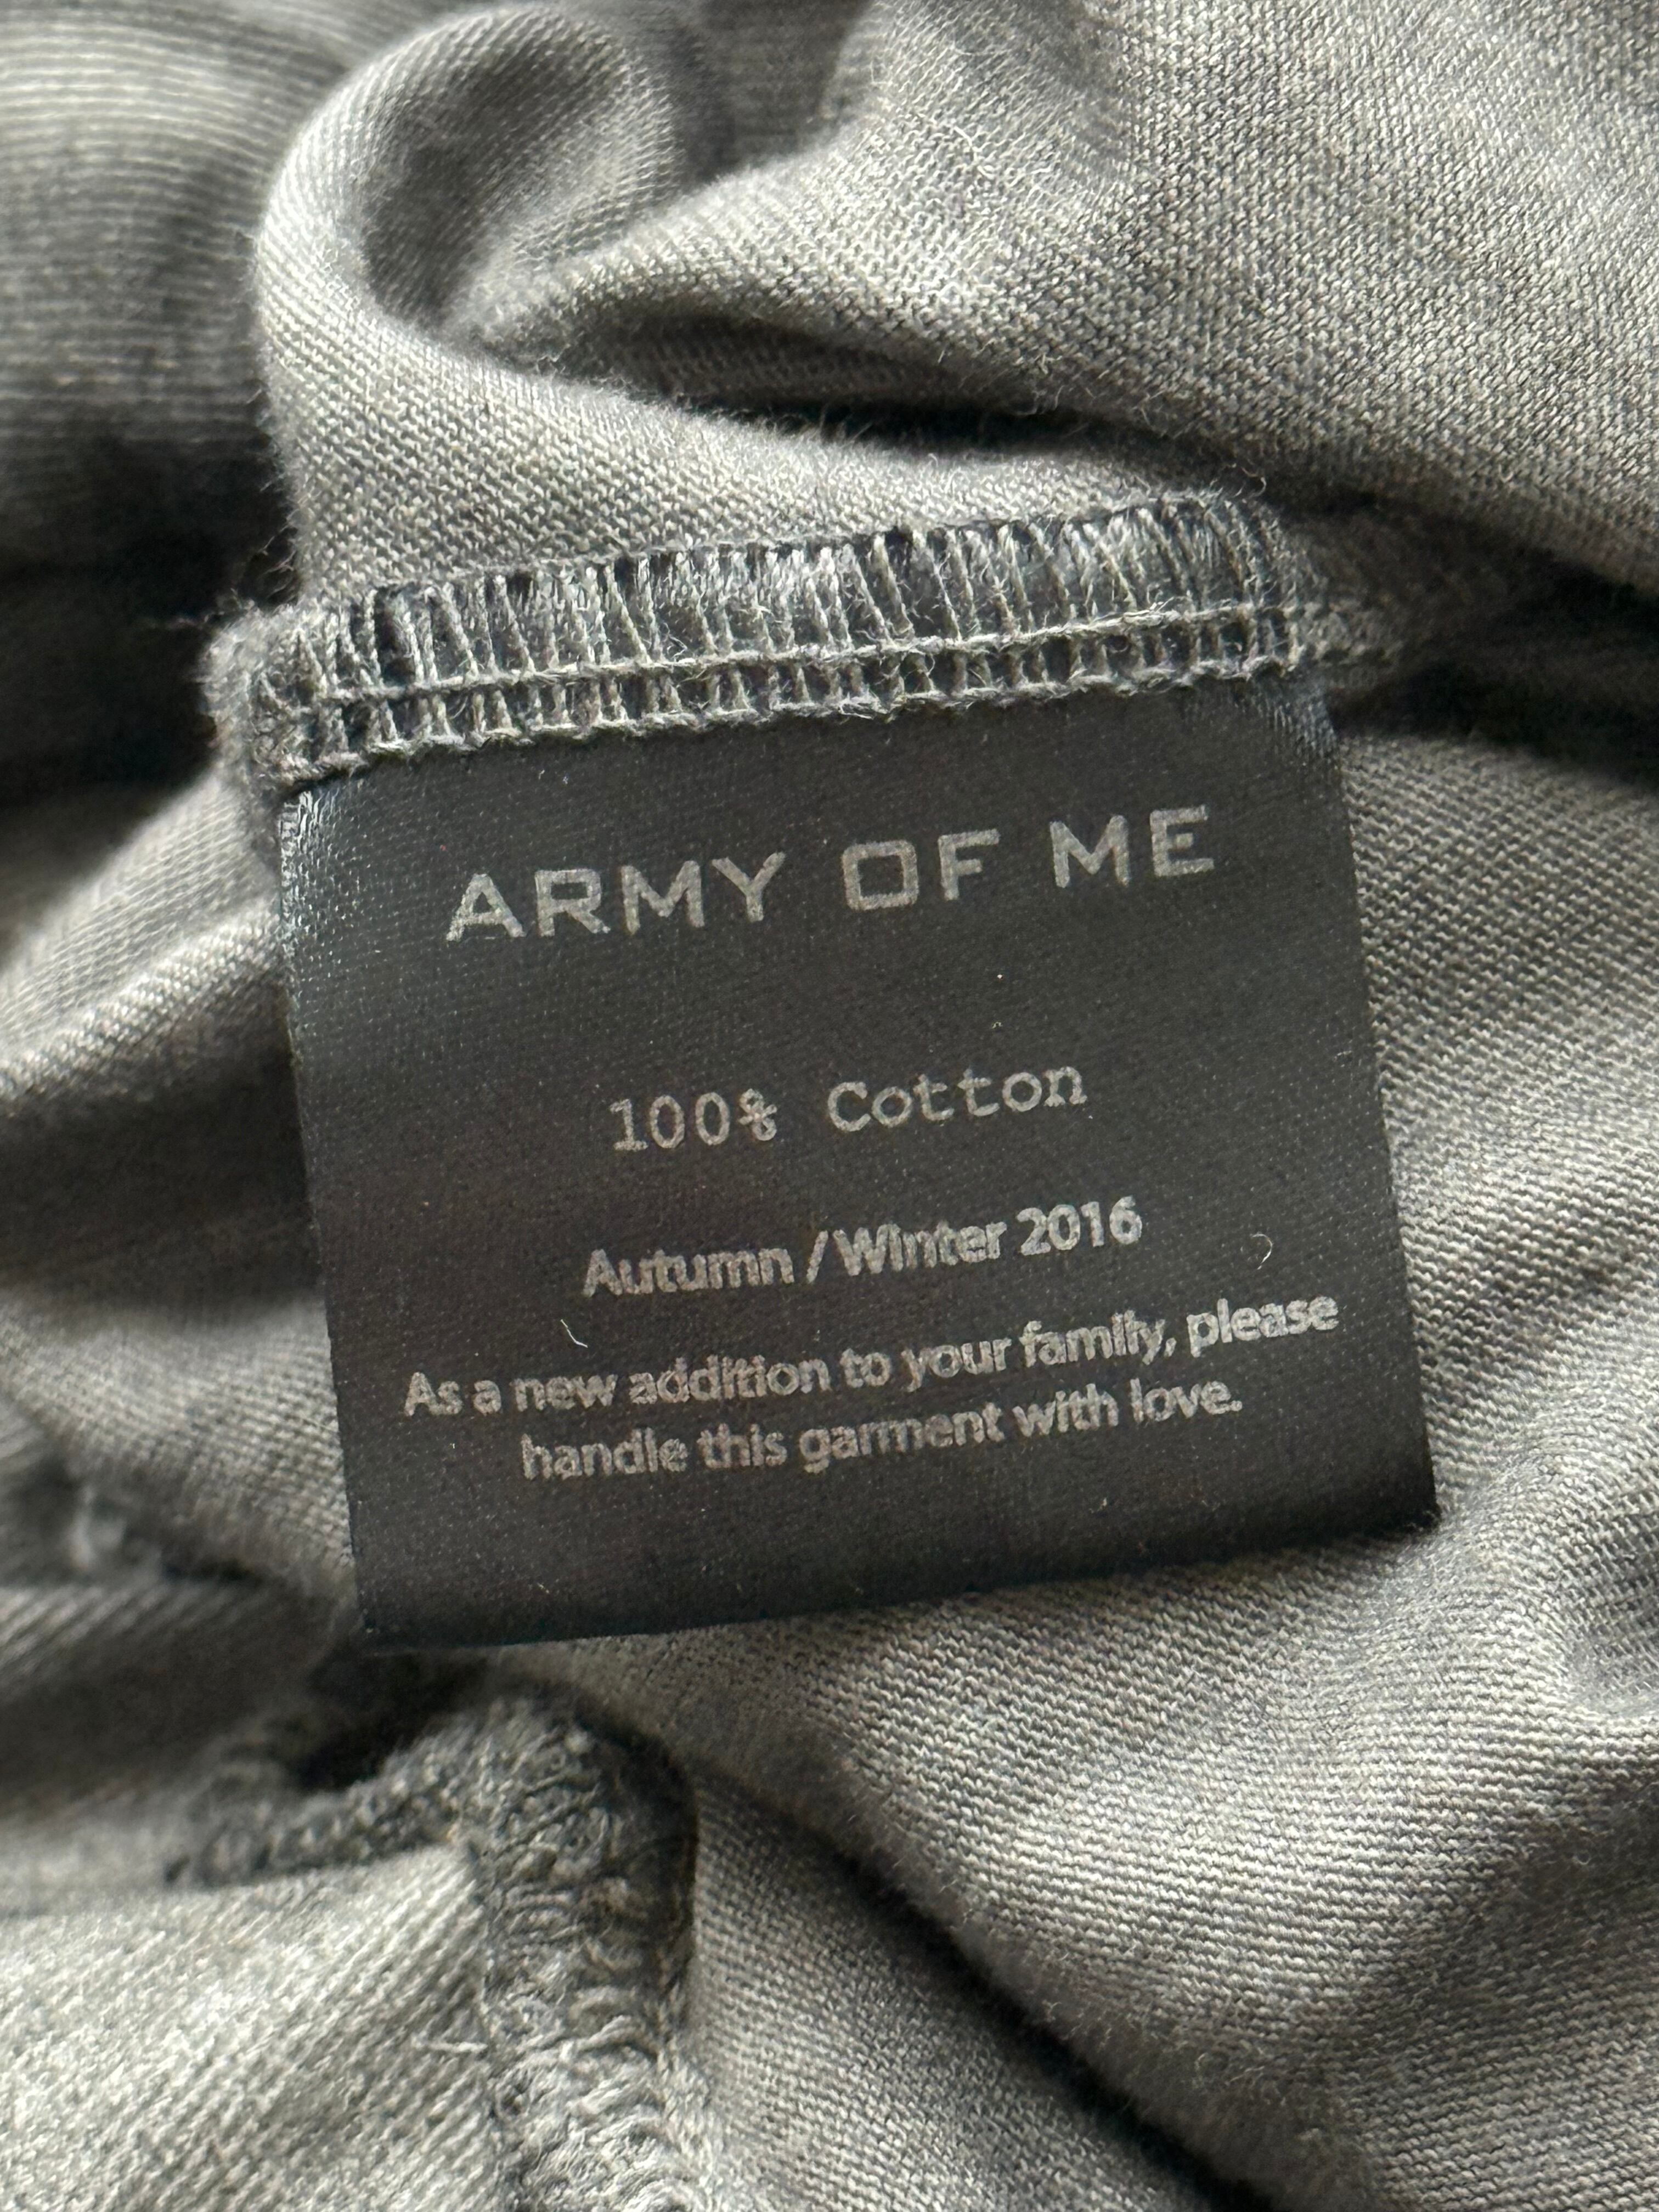 ARMY OF ME
100% Cotton
Autumn / Winter 2016
As a new addition to your family, please
handle this garment with love.